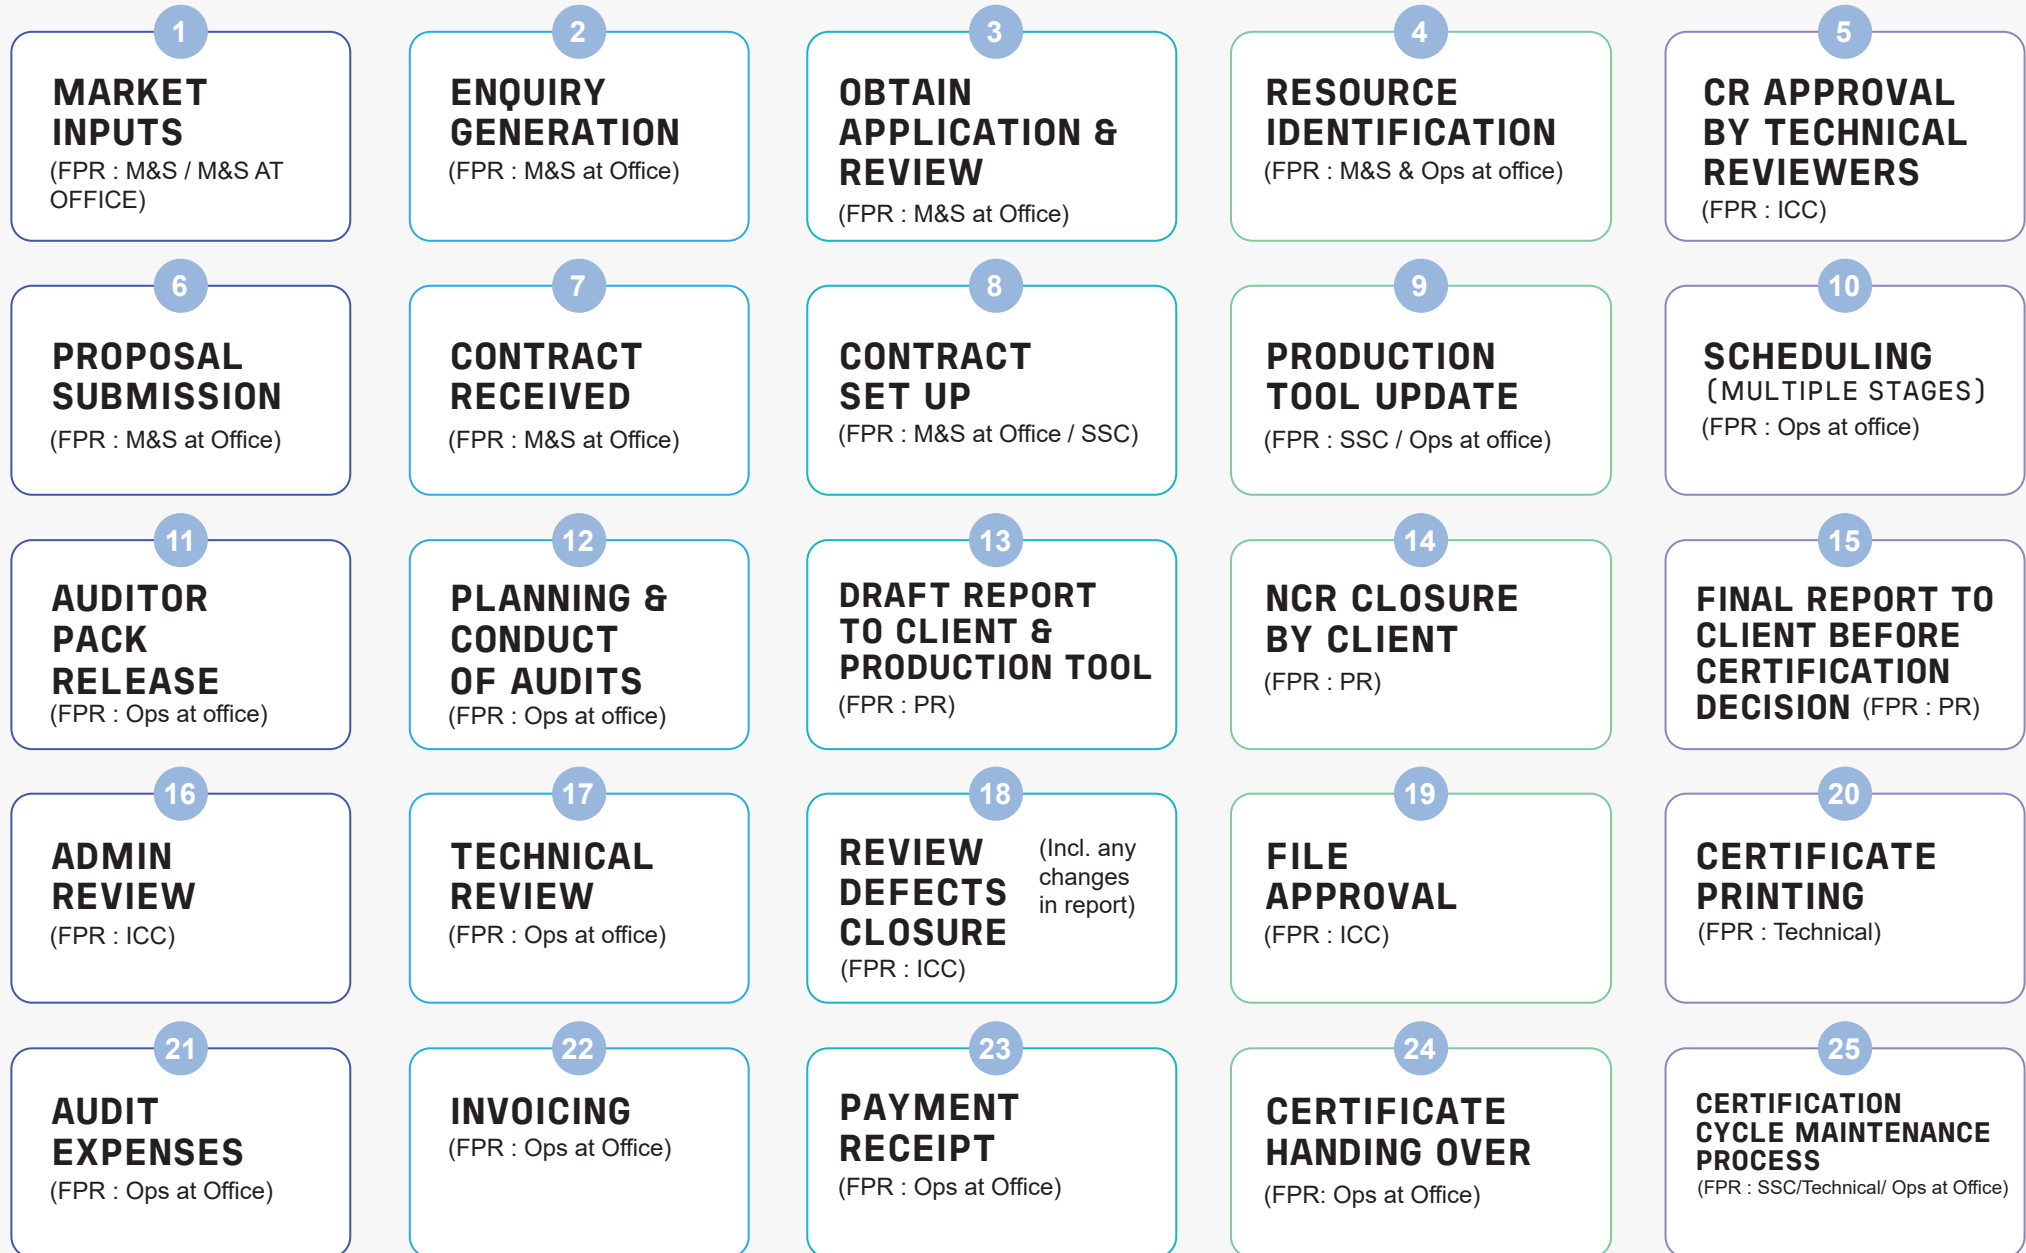 1
MARKET
INPUTS
(FPR : M&S / M&S AT
OFFICE)
2
ENQUIRY
GENERATION
(FPR : M&S at Office)
3
OBTAIN
APPLICATION &
REVIEW
(FPR : M&S at Office)
4
RESOURCE
IDENTIFICATION
(FPR : M&S & Ops at office)
5
CR APPROVAL
BY TECHNICAL
REVIEWERS
(FPR : ICC)
6
PROPOSAL
SUBMISSION
(FPR : M&S at Office)
7
CONTRACT
RECEIVED
(FPR : M&S at Office)
8
CONTRACT
SET UP
(FPR : M&S at Office / SSC)
9
PRODUCTION
TOOL UPDATE
(FPR : SSC / Ops at office)
10
SCHEDULING
(MULTIPLE STAGES)
(FPR : Ops at office)
11
AUDITOR
PACK
RELEASE
(FPR : Ops at office)
12
PLANNING &
CONDUCT
OF AUDITS
(FPR : Ops at office)
13
DRAFT REPORT
TO CLIENT &
PRODUCTION TOOL
(FPR : PR)
14
NCR CLOSURE
BY CLIENT
(FPR : PR)
15
FINAL REPORT TO
CLIENT BEFORE
CERTIFICATION
DECISION (FPR : PR)
16
ADMIN
REVIEW
(FPR : ICC)
17
TECHNICAL
REVIEW
(FPR : Ops at office)
18
REVIEW
DEFECTS
CLOSURE
(Incl. any
changes
in report)
(FPR : ICC)
19
FILE
APPROVAL
(FPR : ICC)
20
CERTIFICATE
PRINTING
(FPR : Technical)
21
AUDIT
EXPENSES
(FPR : Ops at Office)
22
INVOICING
(FPR : Ops at Office)
23
PAYMENT
RECEIPT
(FPR : Ops at Office)
24
CERTIFICATE
HANDING OVER
(FPR: Ops at Office)
25
CERTIFICATION
CYCLE MAINTENANCE
PROCESS
(FPR : SSC/Technical/ Ops at Office)